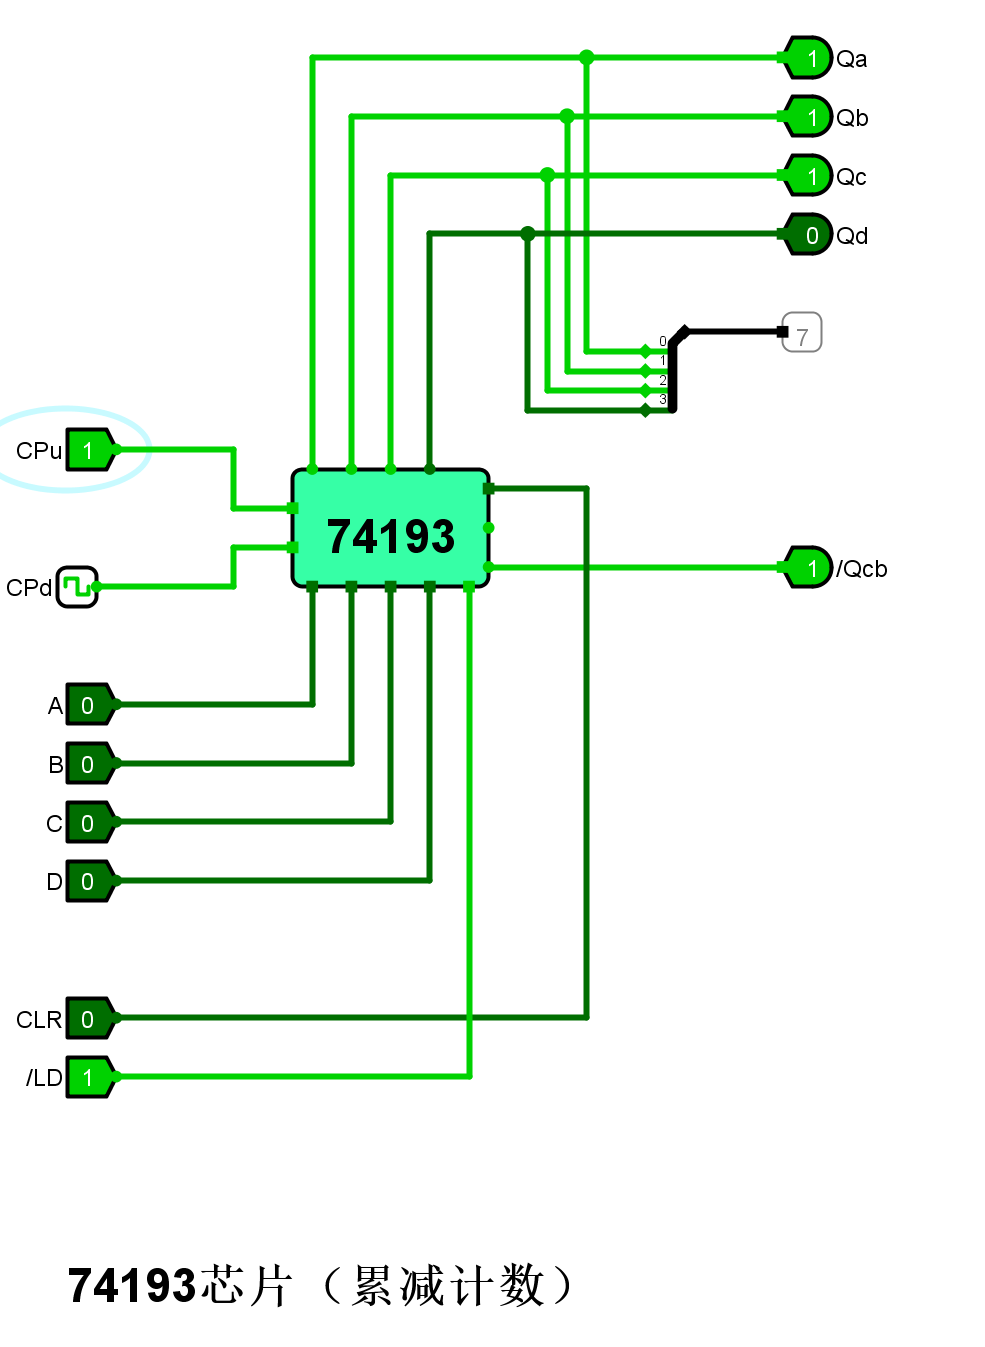 1 Qa
1 Qb
1 Qc
0 Qd
0
1
2
3
7
CPu 1
74193
CPd
1 /Qcb
A 0
B 0
C 0
D 0
CLR 0
/LD 1
74193芯片（累减计数）